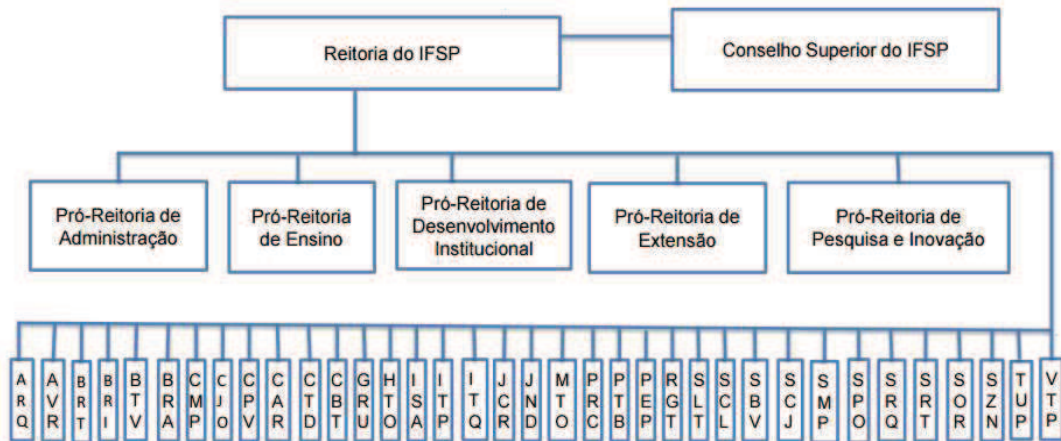 Reitoria do IFSP
Conselho Superior do IFSP
Pró-Reitoria de
Administração
Pró-Reitoria
de Ensino
Pró-Reitoria de
Desenvolvimento
Institucional
Pró-Reitoria de
Extensão
Pró-Reitoria de
Pesquisa e Inovação
ARQ
AVR
BRT
BRI
BTV
BRA
CMP
CJO
CPV
CAR
CTD
CBT
GRU
HTO
ISA
ITP
ITQ
JCR
JND
MTO
PRC
PTB
PEP
RGT
SLT
SCL
SBV
SCJ
SMP
SPO
SRQ
SRT
SOR
SZN
TUP
VTP